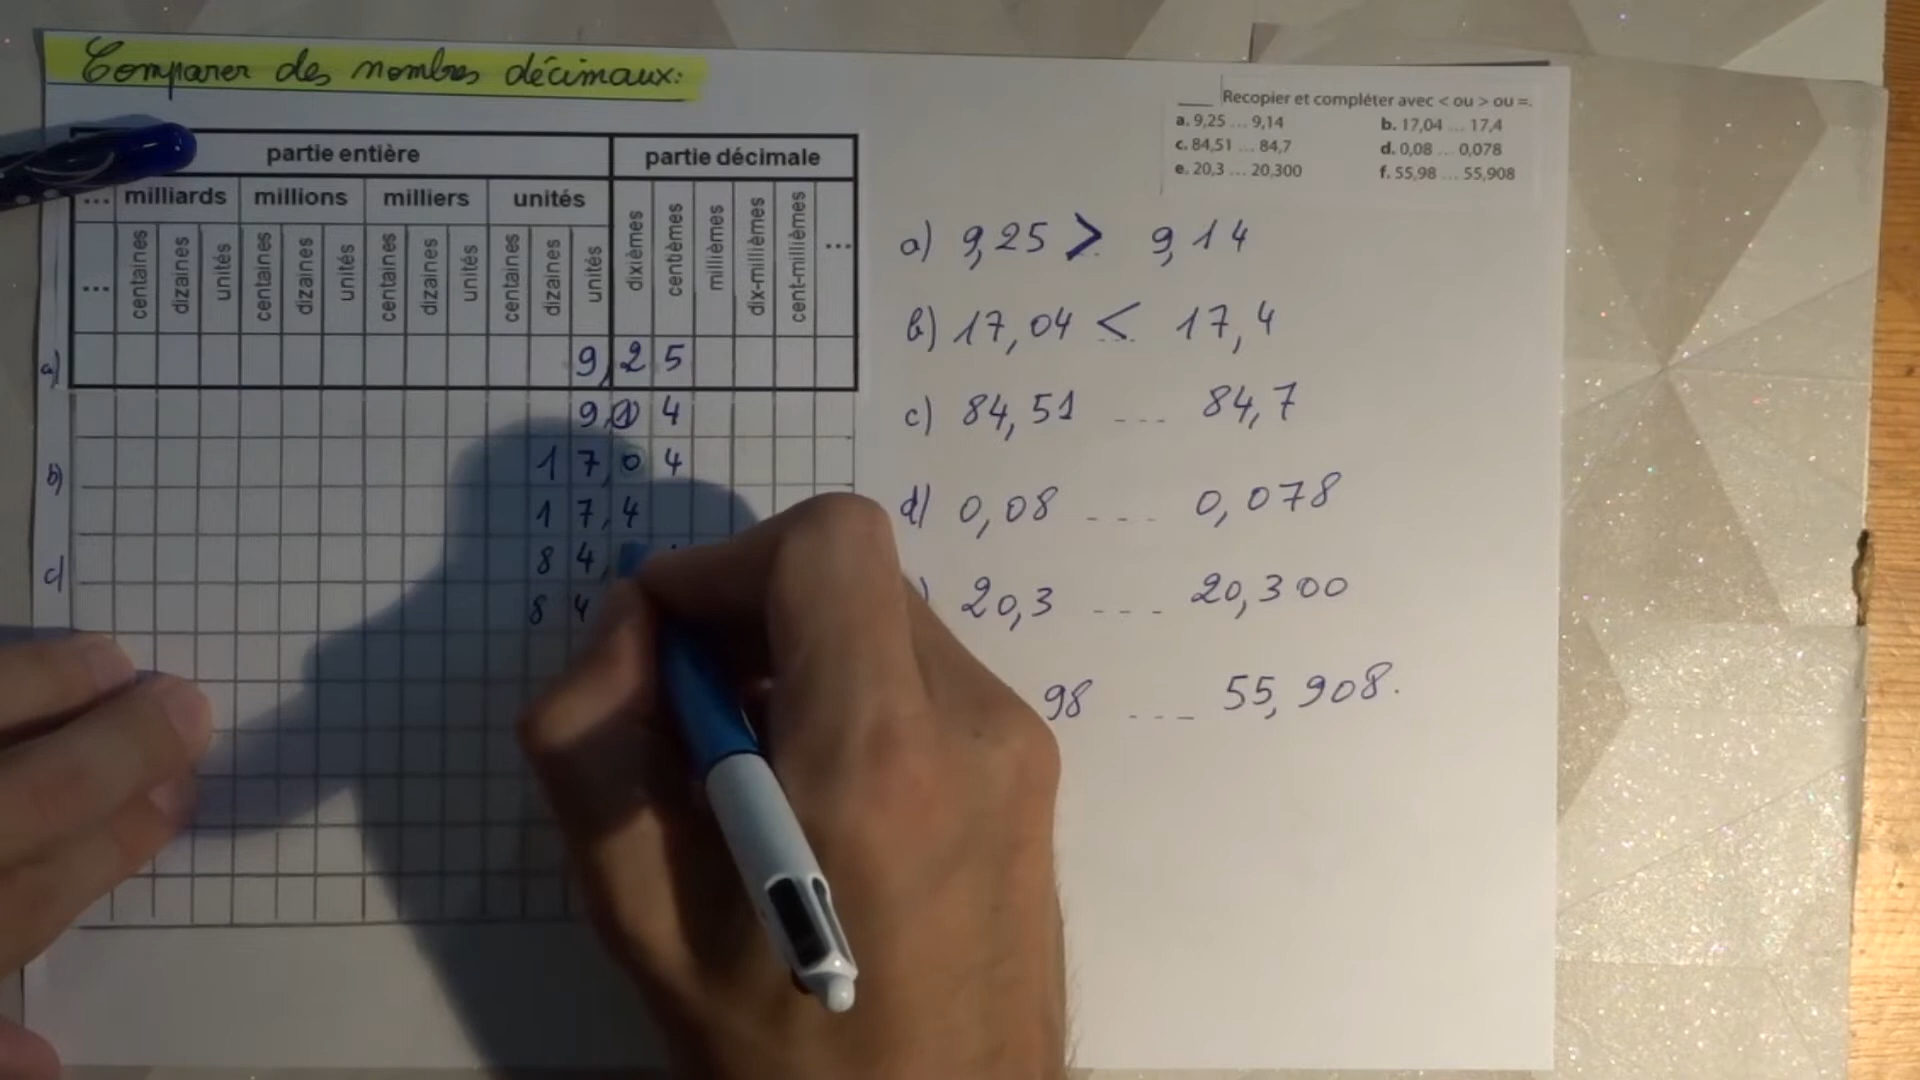 Comparer des nombres décimaux:
____ Recopier et compléter avec < ou > ou =.
a. 9,25 ... 9,14 b. 17,04 ... 17,4
c. 84,51 ... 84,7 d. 0,08 ... 0,078
e. 20,3 ... 20,300 f. 55,98 ... 55,908
partie entière partie décimale
... milliards millions milliers unités
... centaines dizaines unités centaines dizaines unités centaines dizaines unités centaines dizaines unités dixièmes centièmes millièmes dix-millièmes cent-millièmes ...
a) 9,25
9,14
b) 17,04
17,4
c) 84,
84
a) 9,25 > 9,14
b) 17,04 < 17,4
c) 84,51 ... 84,7
d) 0,08 ... 0,078
) 20,3 ... 20,300
98 ... 55,908.